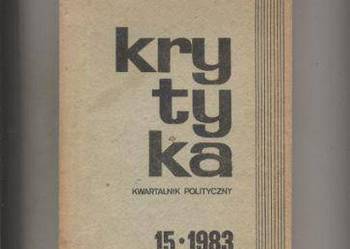 kry
ty
ka
KWARTALNIK POLITYCZNY
15 • 1983